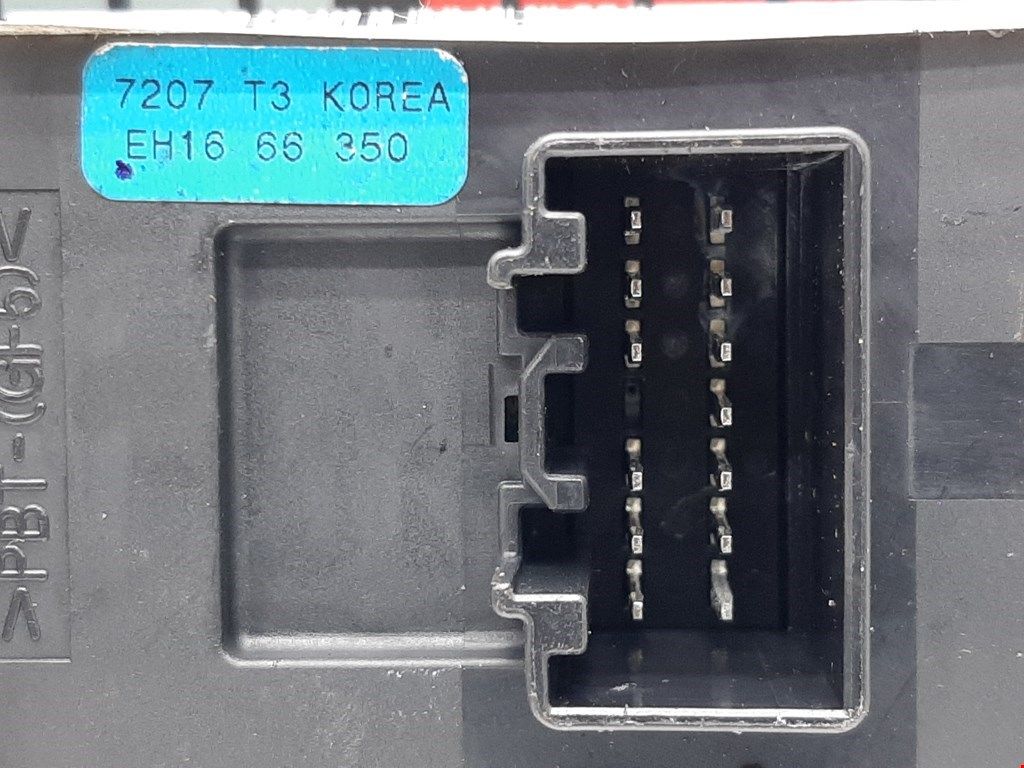 7207 T3 KOREA
EH16 66 350
>PBT-(GF5)<